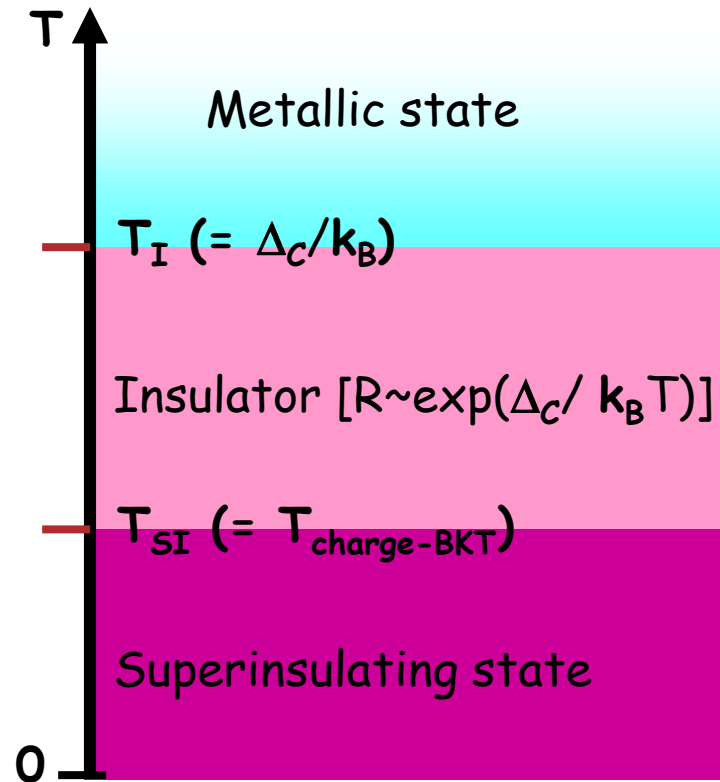 T
Metallic state
T_I (= Δ_C/k_B)
Insulator [R~exp(Δ_C/ k_BT)]
T_SI (= T_charge-BKT)
Superinsulating state
0